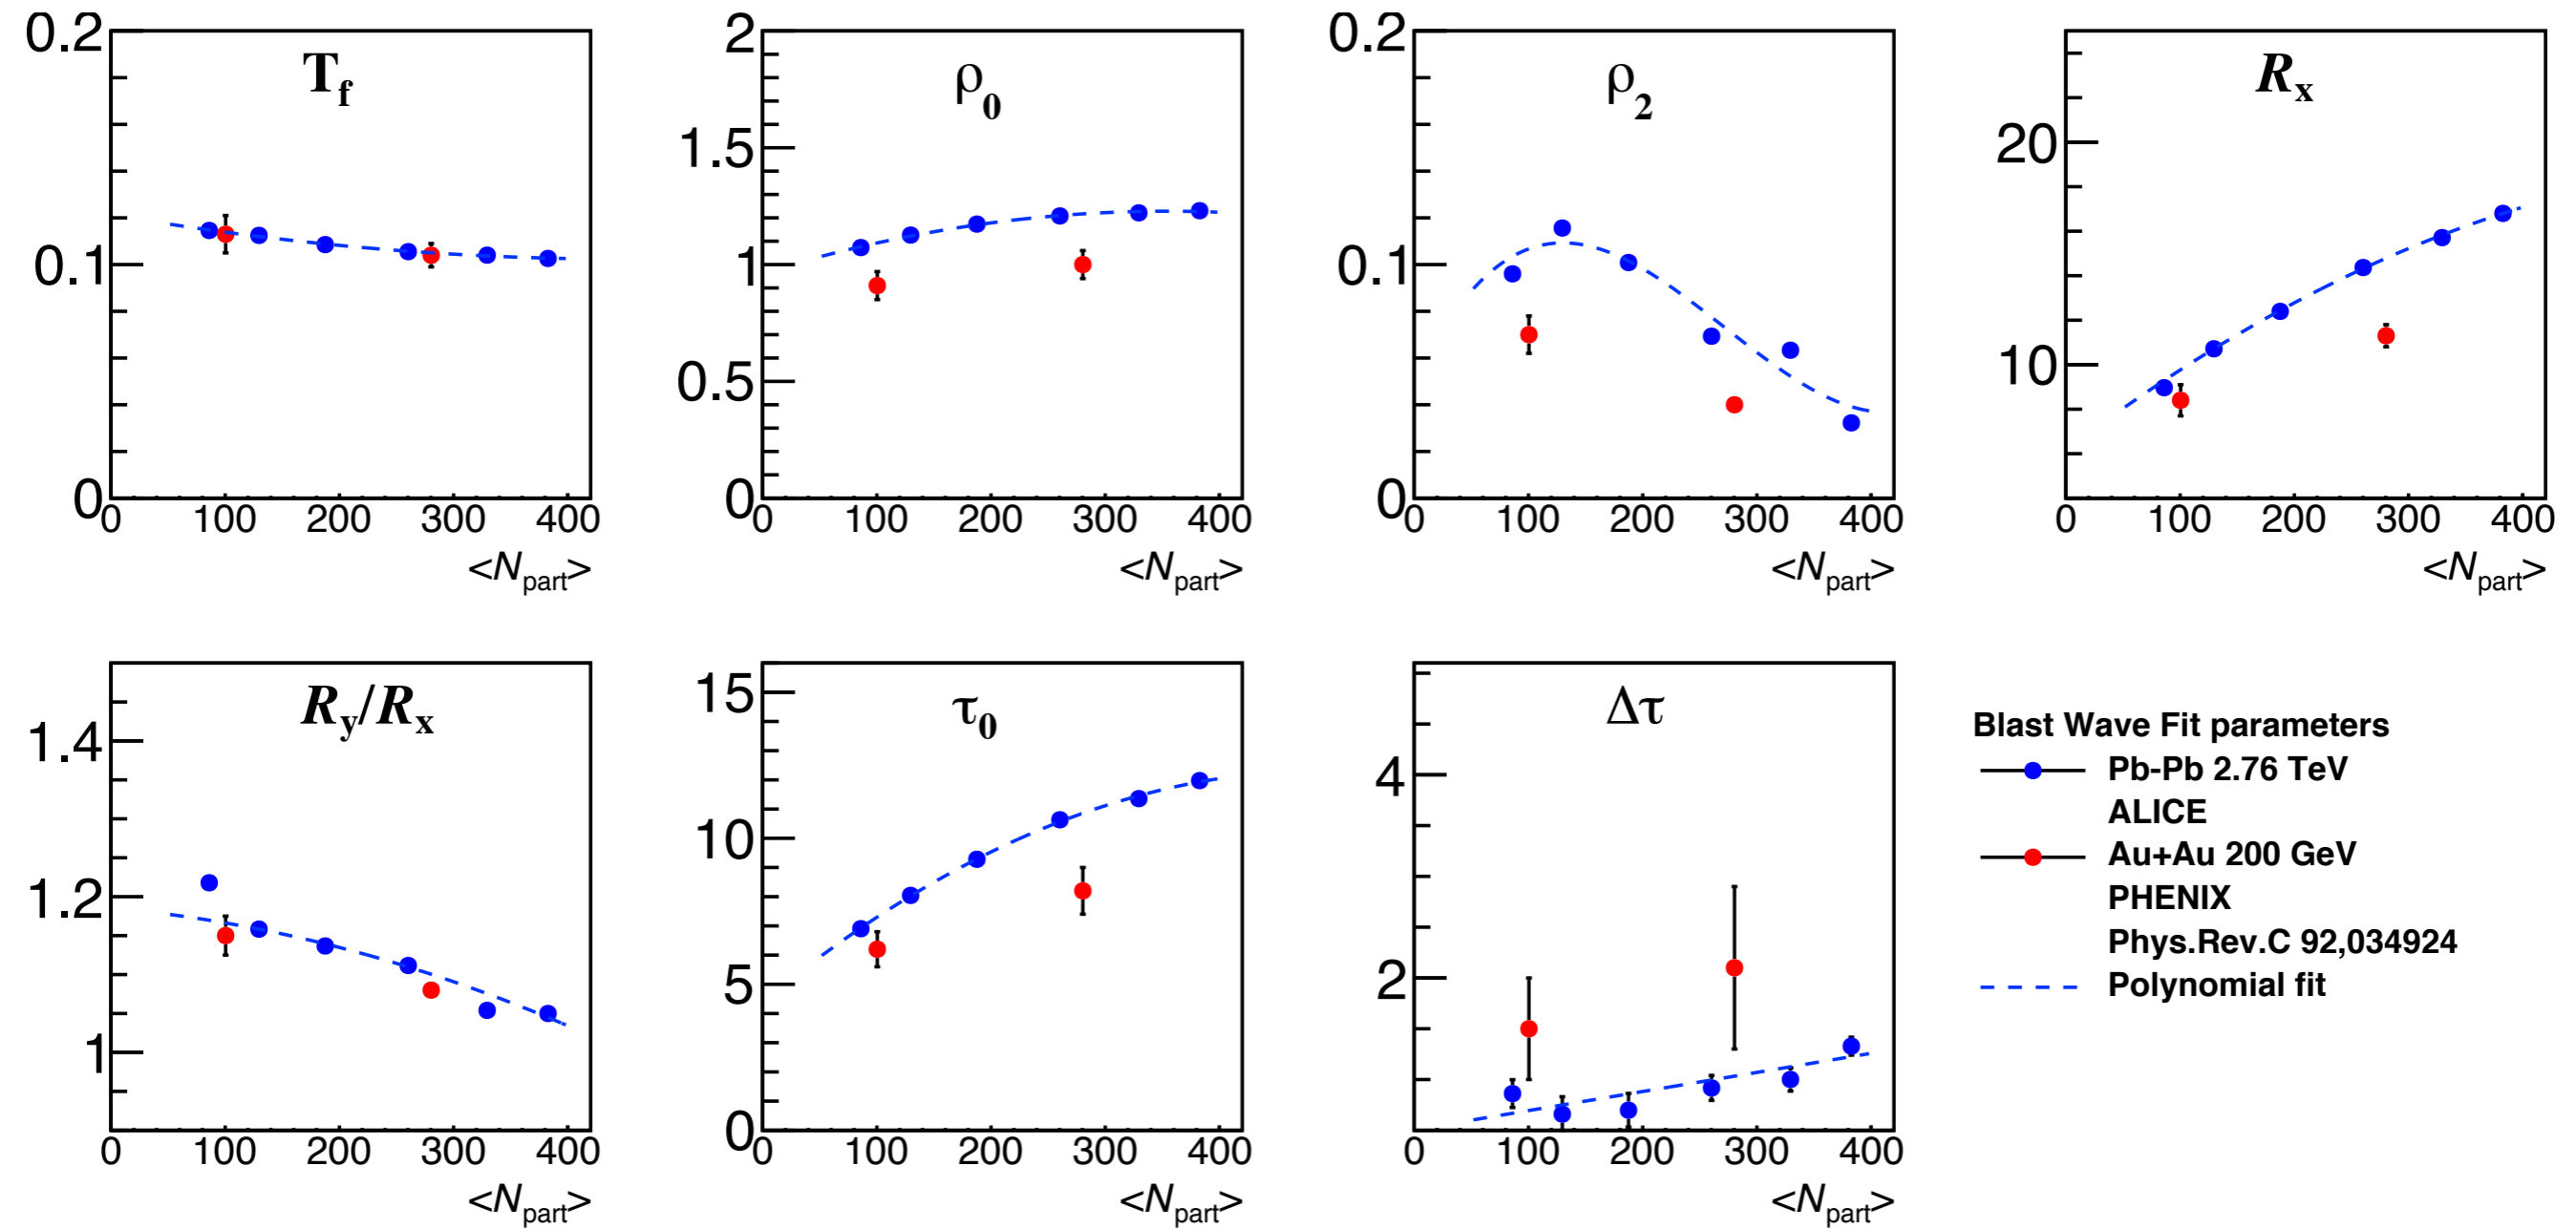 T_f
0.2
0.1
0
0 100 200 300 400
<N_part>
ρ_0
2
1.5
1
0.5
0
0 100 200 300 400
<N_part>
ρ_2
0.2
0.1
0
0 100 200 300 400
<N_part>
R_x
20
10
0 100 200 300 400
<N_part>
R_y/R_x
1.4
1.2
1
0 100 200 300 400
<N_part>
τ_0
15
10
5
0
0 100 200 300 400
<N_part>
Δτ
4
2
0 100 200 300 400
<N_part>
Blast Wave Fit parameters
Pb-Pb 2.76 TeV
ALICE
Au+Au 200 GeV
PHENIX
Phys.Rev.C 92,034924
Polynomial fit